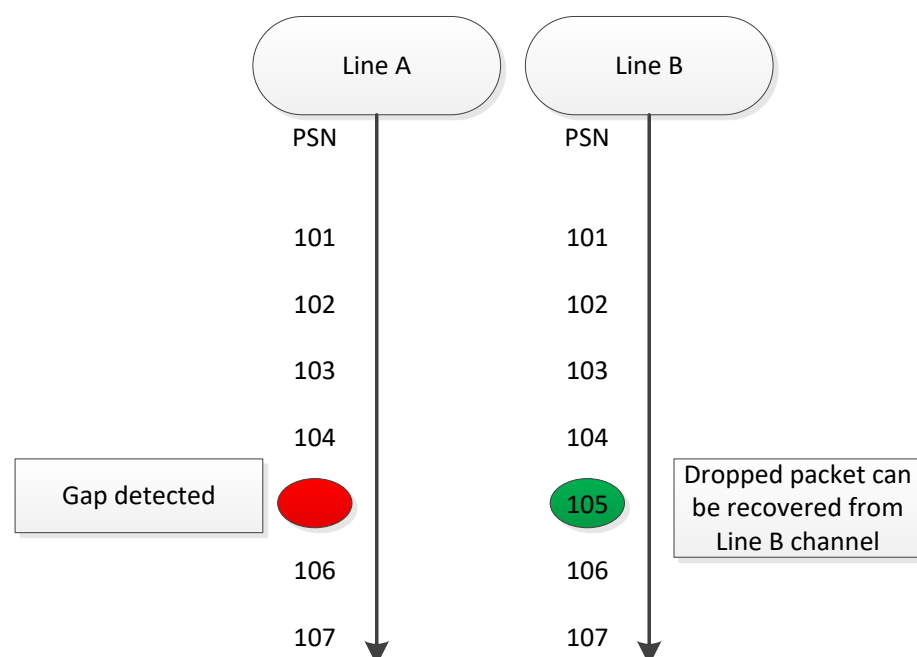 Line A
Line B
PSN
PSN
101
101
102
102
103
103
104
104
Gap detected
105
Dropped packet can
be recovered from
Line B channel
106
106
107
107